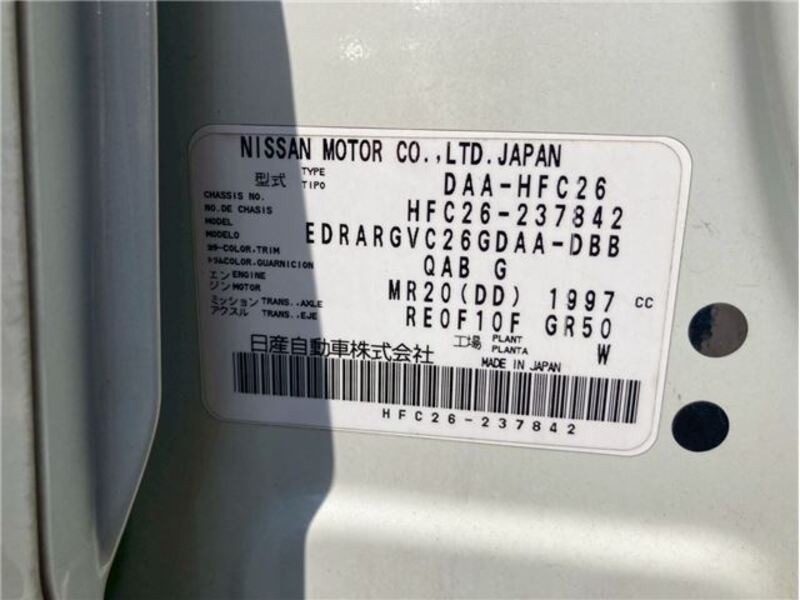 NISSAN MOTOR CO.,LTD.JAPAN
型式 TYPE TIPO DAA-HFC26
CHASSIS NO.
NO.DE CHASIS HFC26-237842
MODEL
MODELO EDRARGVC26GDAA-DBB
カラー COLOR,TRIM
トリム COLOR,GUARNICION QAB G
エンジン ENGINE MOTOR MR20(DD) 1997 cc
ミッション TRANS.,AXLE
アクスル TRANS.,EJE RE0F10F GR50
日産自動車株式会社 工場 PLANT PLANTA W
MADE IN JAPAN
HFC26-237842